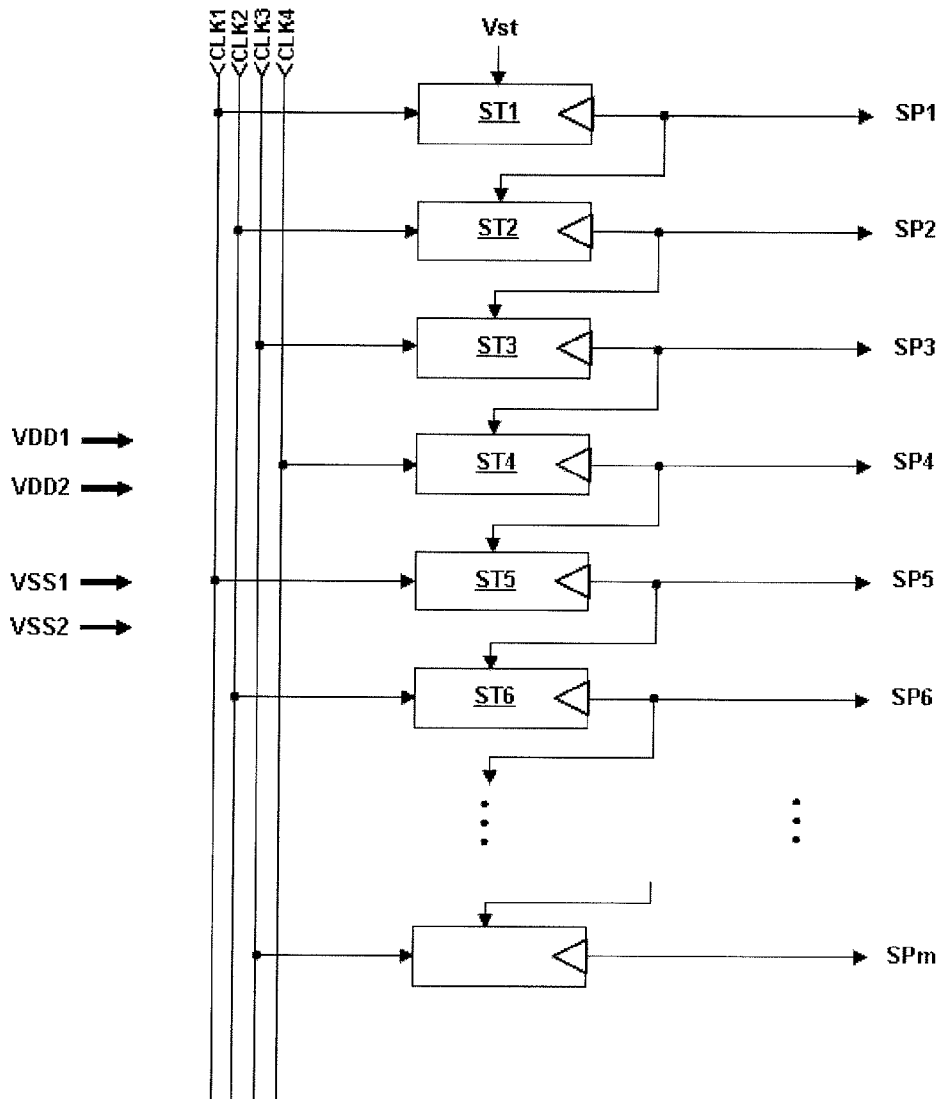 <CLK1
<CLK2
<CLK3
<CLK4
Vst
ST1
SP1
ST2
SP2
ST3
SP3
VDD1
ST4
SP4
VDD2
VSS1
ST5
SP5
VSS2
ST6
SP6
SPm